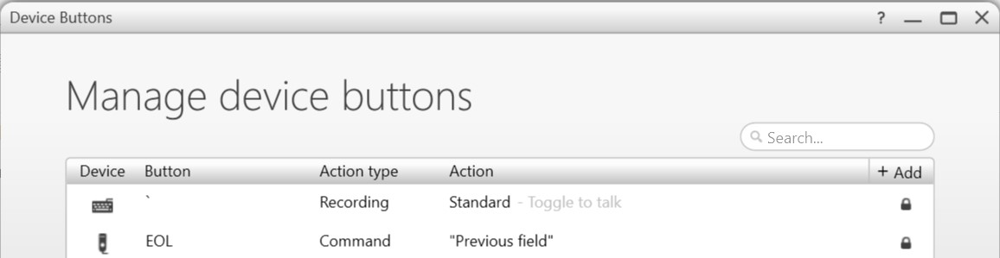 Device Buttons ?
Manage device buttons
Search...
Device Button Action type Action + Add
` Recording Standard - Toggle to talk
EOL Command "Previous field"